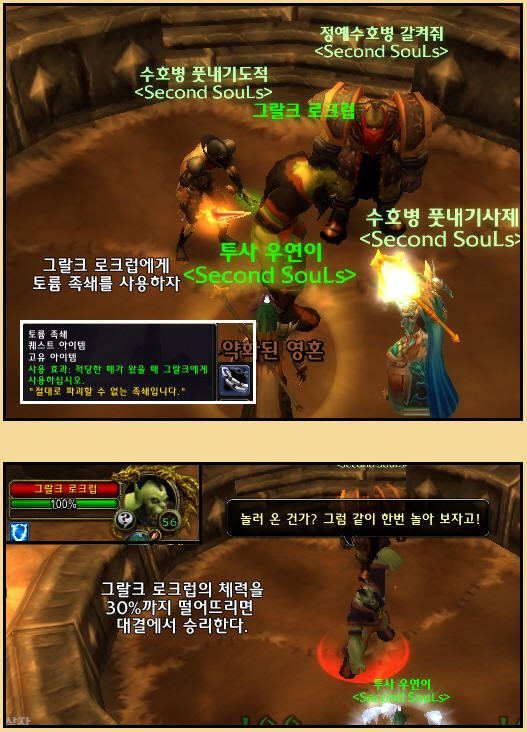 정예수호병 갈켜줘
<Second SouLs>
수호병 풋내기도적
<Second SouLs>
그랄크 로크럽
수호병 풋내기사제
<Second SouLs>
투사 우연이
<Second SouLs>
그랄크 로크럽에게
토륨 족쇄를 사용하자
약화된 영혼
토륨 족쇄
퀘스트 아이템
고유 아이템
사용 효과: 적당한 때가 왔을 때 그랄크에게
사용하십시오.
"절대로 파괴할 수 없는 족쇄입니다."
<Second SouLs>
그랄크 로크럽
100%
56
놀러 온 건가? 그럼 같이 한번 놀아 보자고!
그랄크 로크럽의 체력을
30%까지 떨어뜨리면
대결에서 승리한다.
투사 우연이
<Second SouLs>